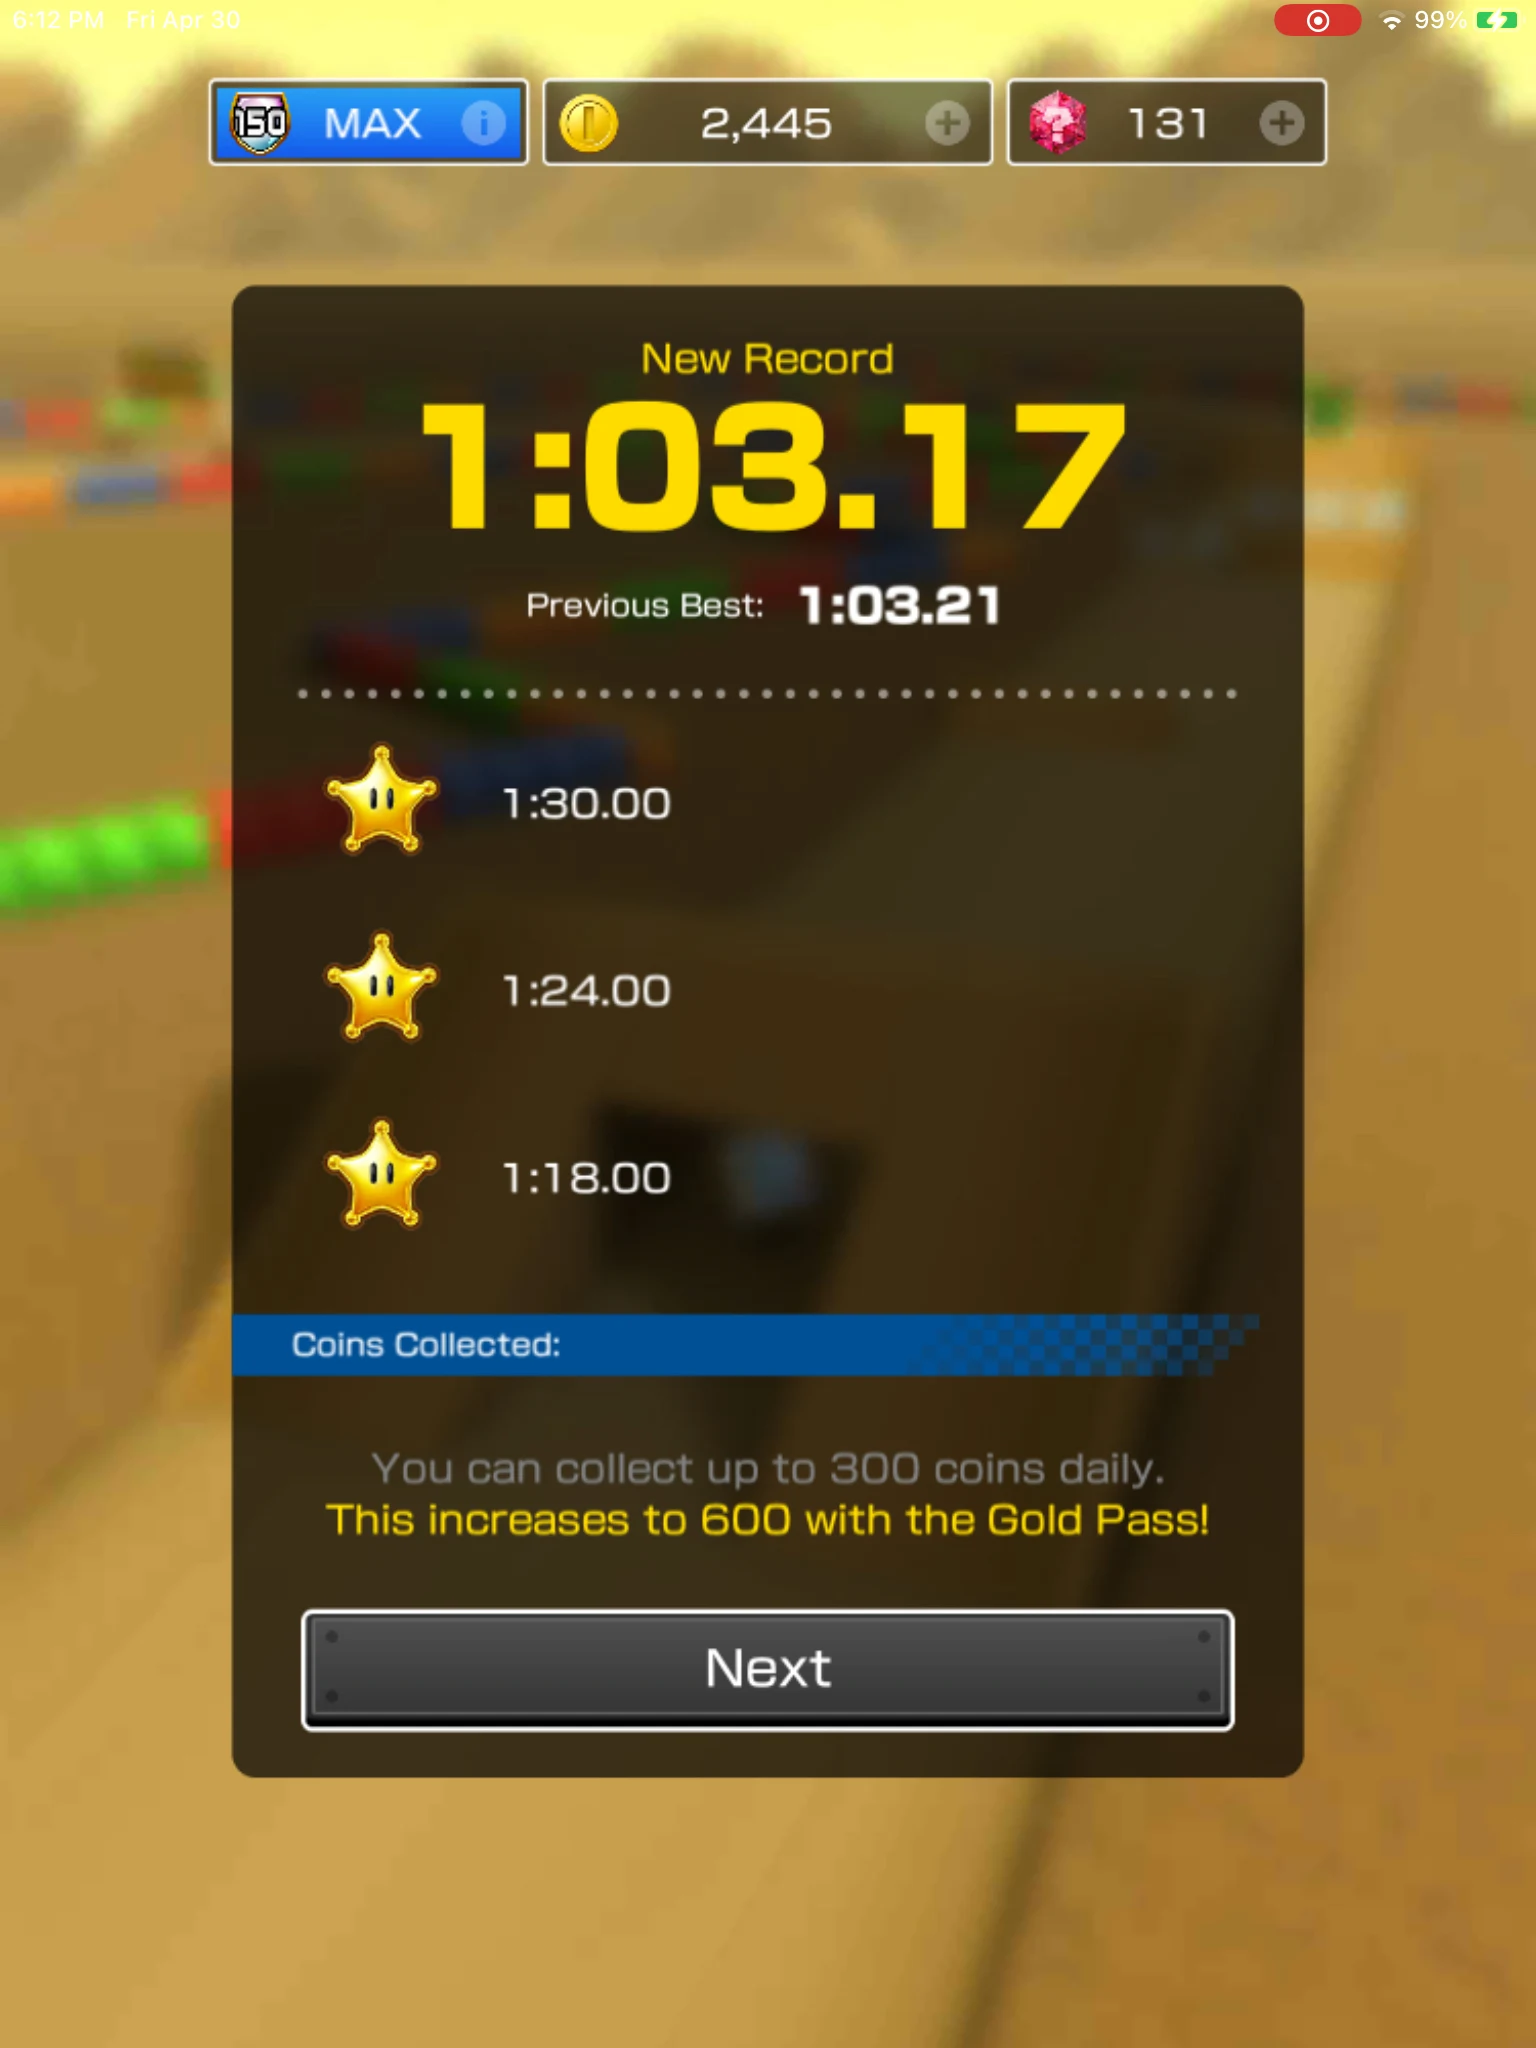 6:12 PM Fri Apr 30 99%
150 MAX i 2,445 + ? 131 +
New Record
1:03.17
Previous Best: 1:03.21
1:30.00
1:24.00
1:18.00
Coins Collected:
You can collect up to 300 coins daily.
This increases to 600 with the Gold Pass!
Next